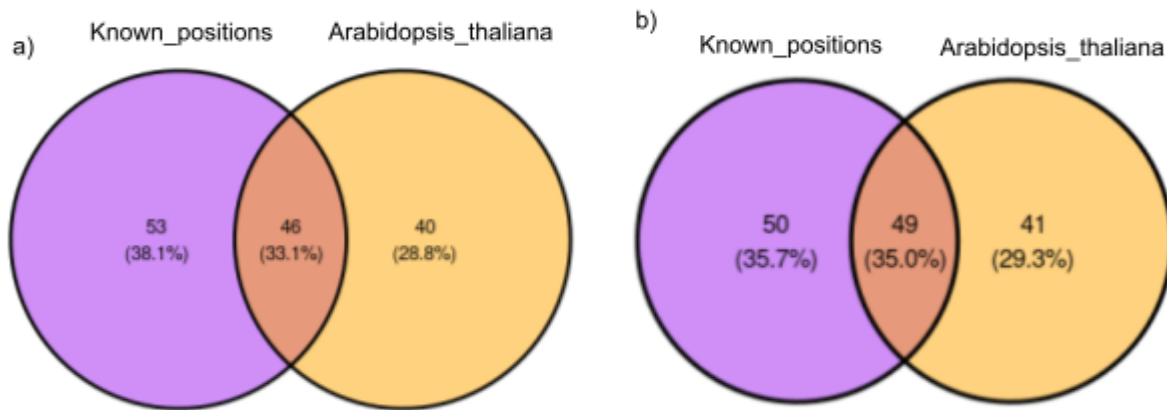 a)
Known_positions
Arabidopsis_thaliana
53
(38.1%)
46
(33.1%)
40
(28.8%)
b)
Known_positions
Arabidopsis_thaliana
50
(35.7%)
49
(35.0%)
41
(29.3%)